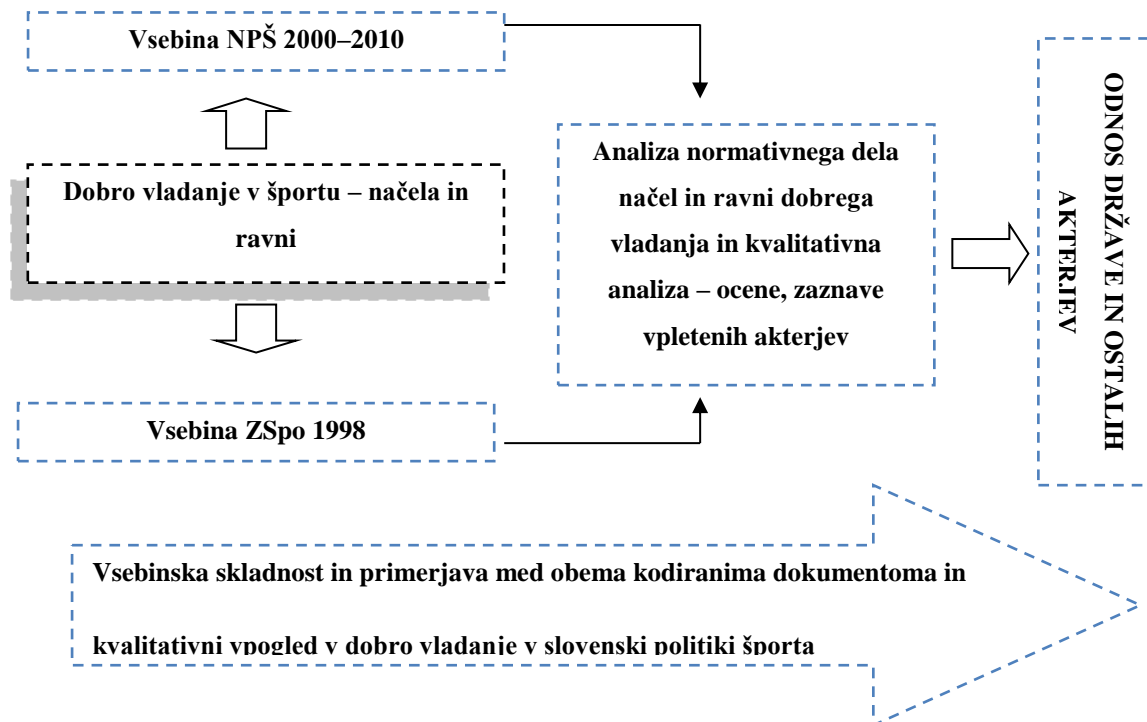 Vsebina NPŠ 2000–2010
Dobro vladanje v športu – načela in
ravni
Vsebina ZSpo 1998
Analiza normativnega dela
načel in ravni dobrega
vladanja in kvalitativna
analiza – ocene, zaznave
vpletenih akterjev
ODNOS DRŽAVE IN OSTALIH
AKTERJEV
Vsebinska skladnost in primerjava med obema kodiranima dokumentoma in
kvalitativni vpogled v dobro vladanje v slovenski politiki športa